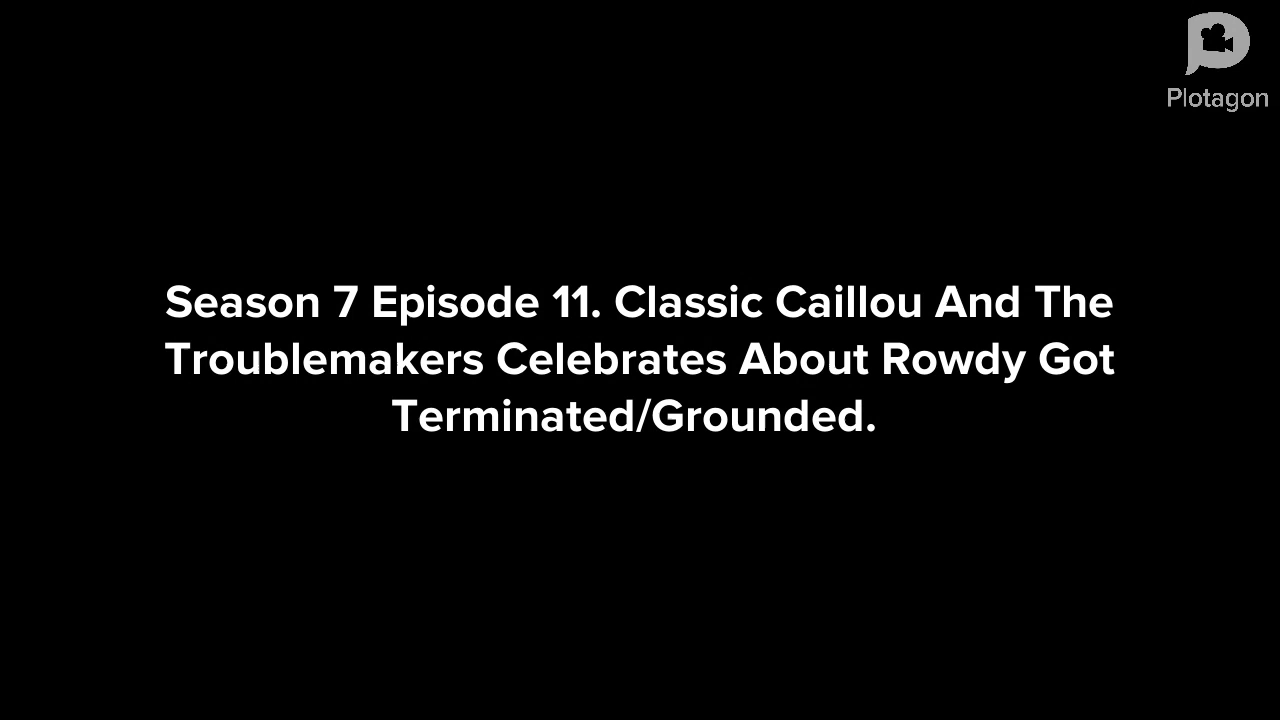 Plotagon
Season 7 Episode 11. Classic Caillou And The
Troublemakers Celebrates About Rowdy Got
Terminated/Grounded.